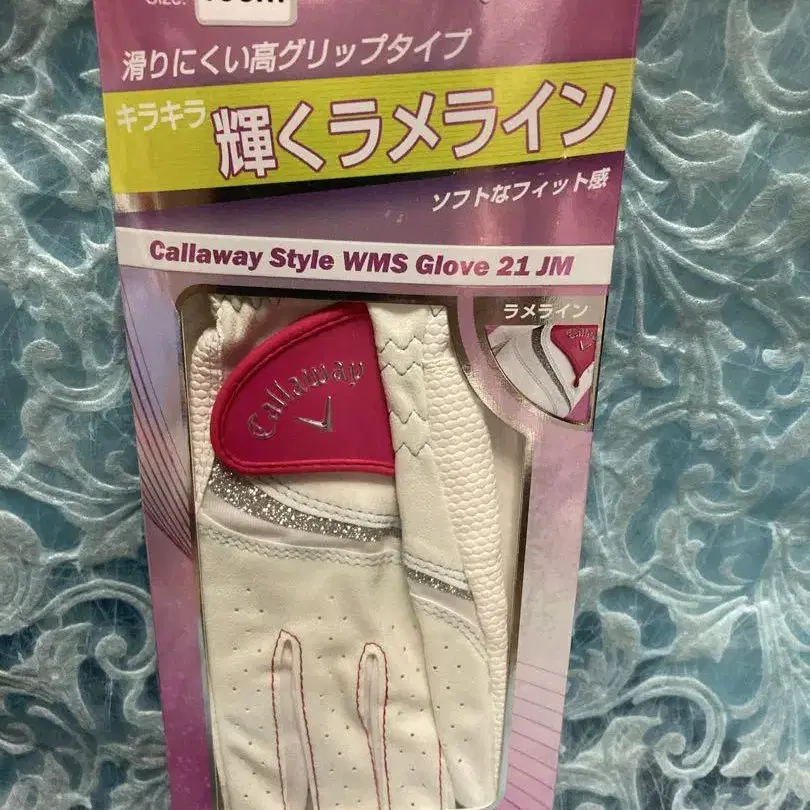 Size:
滑りにくい高グリップタイプ
キラキラ 輝くラメライン
ソフトなフィット感
Callaway Style WMS Glove 21 JM
ラメライン
Callaway
Callaway